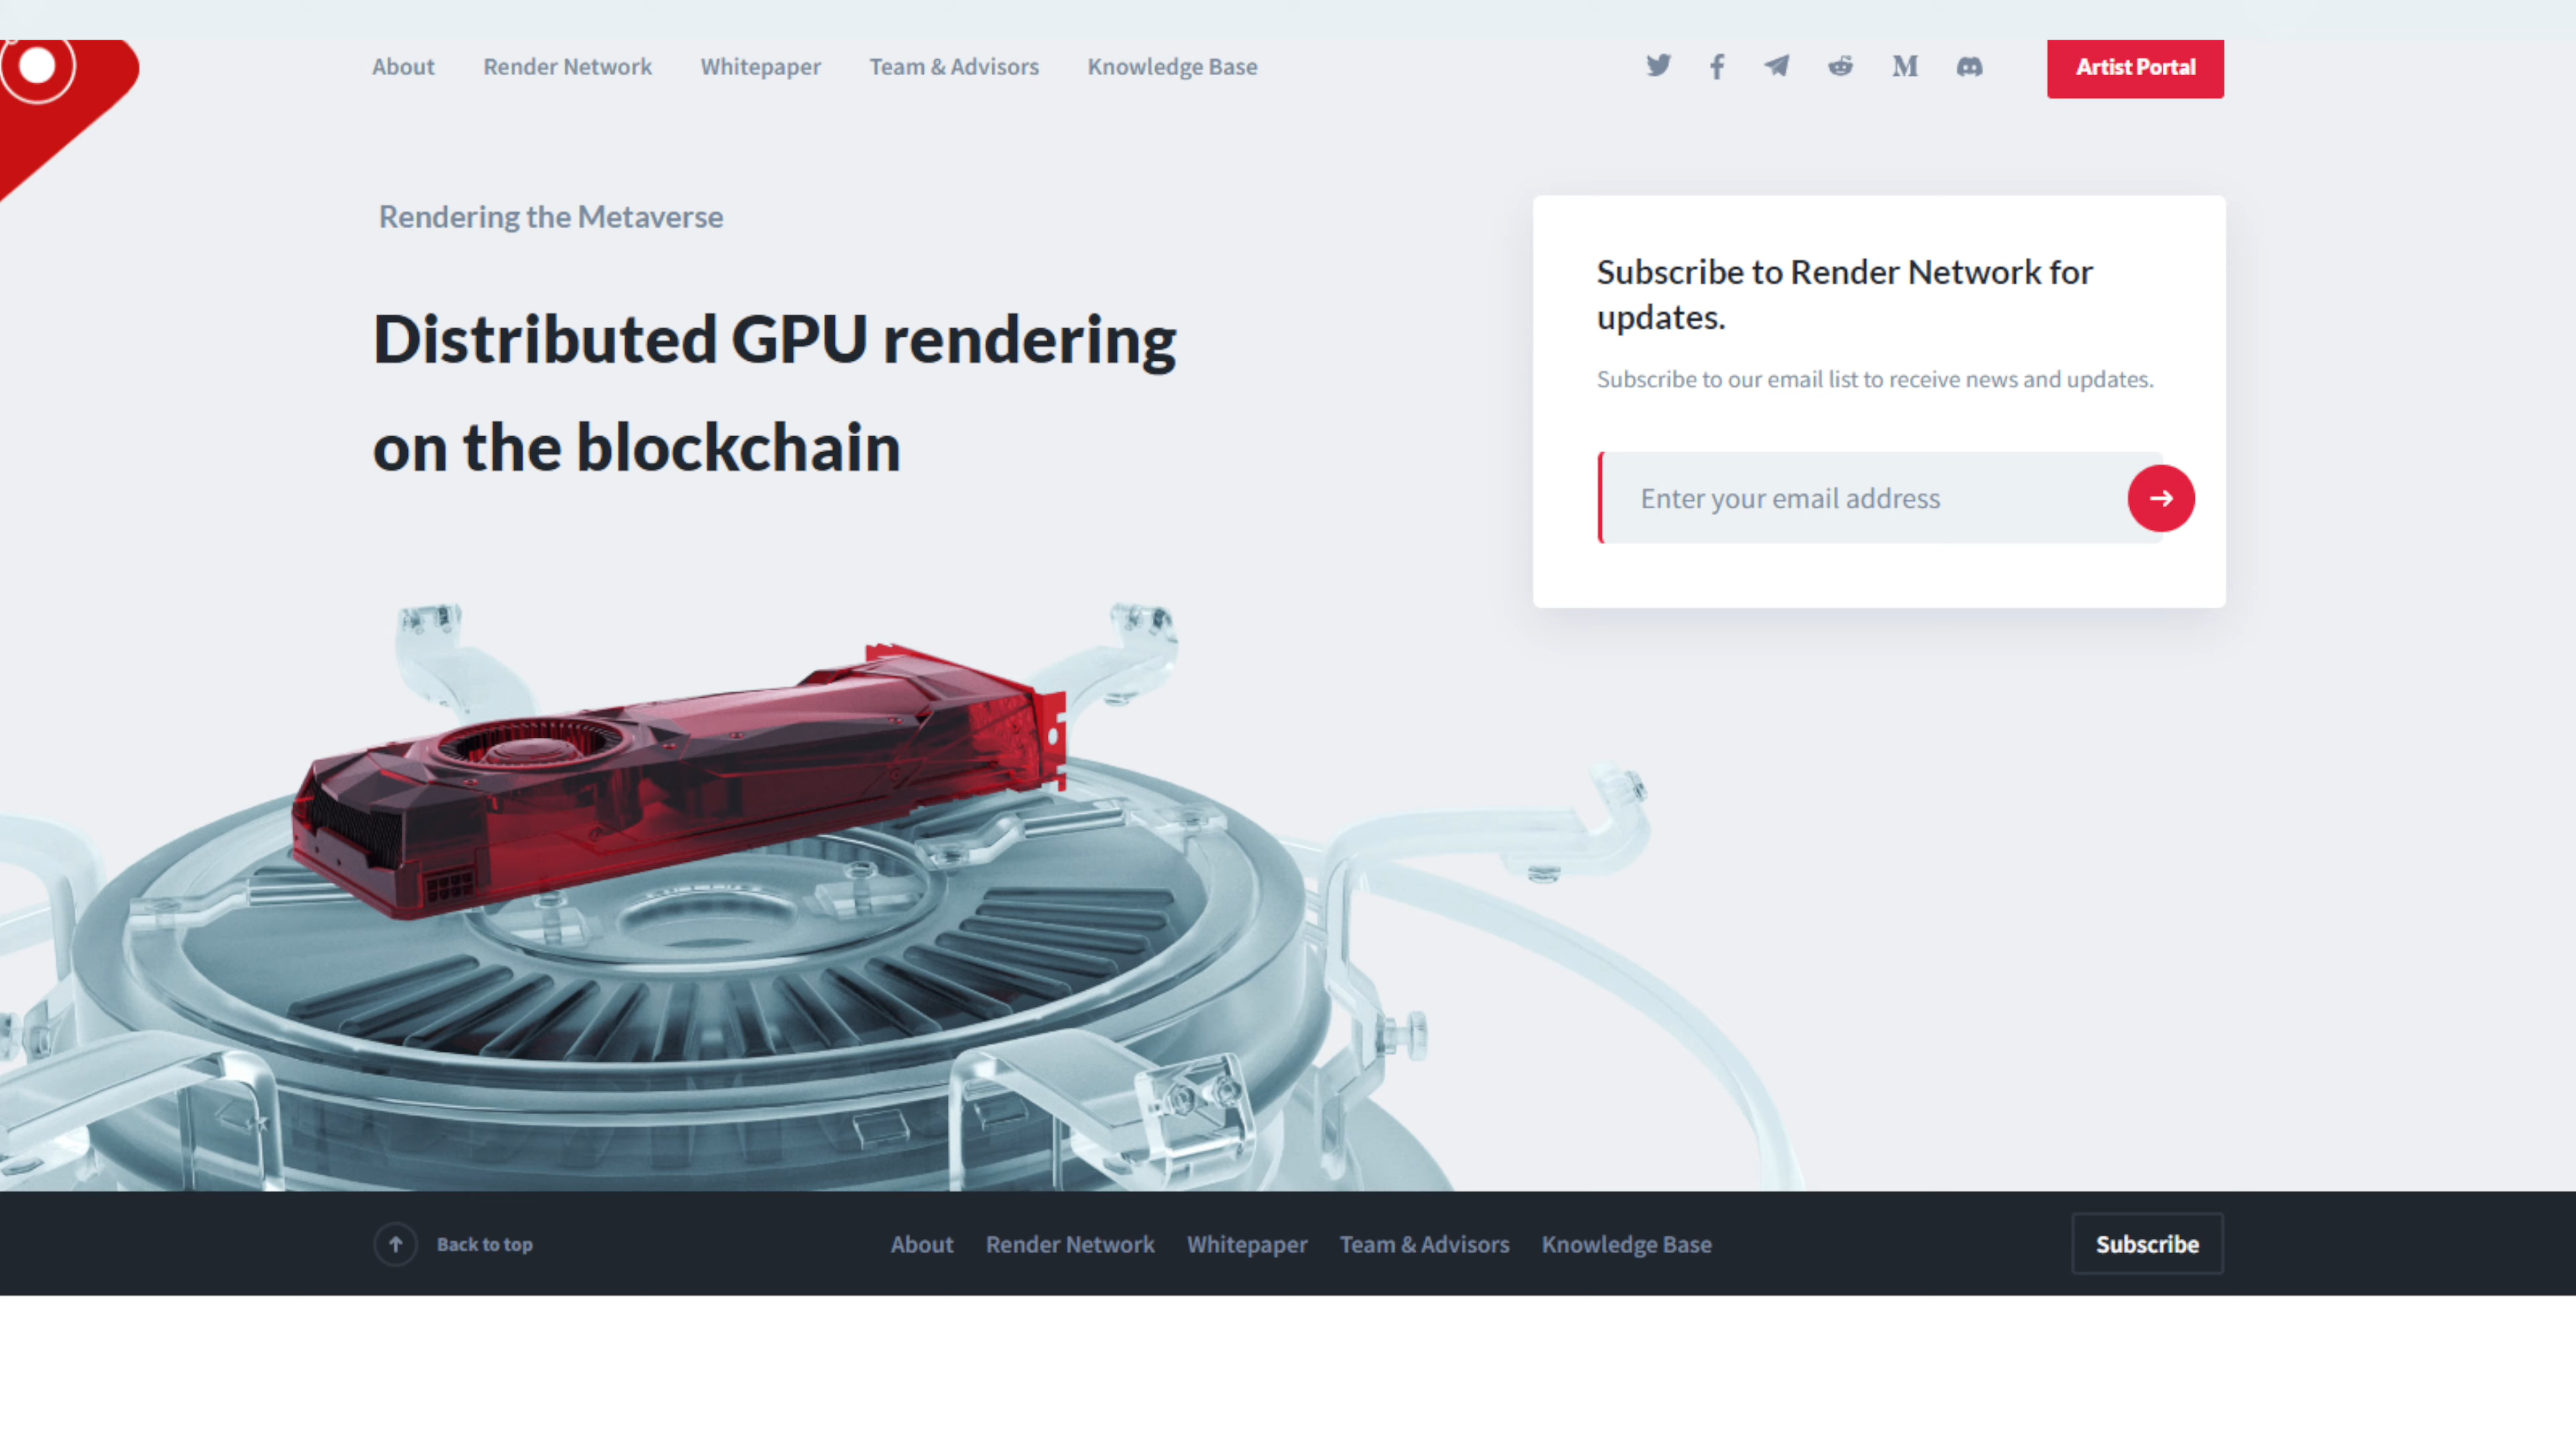 About Render Network Whitepaper Team & Advisors Knowledge Base Artist Portal
Rendering the Metaverse
Distributed GPU rendering
on the blockchain
Subscribe to Render Network for
updates.
Subscribe to our email list to receive news and updates.
Enter your email address
Back to top About Render Network Whitepaper Team & Advisors Knowledge Base Subscribe